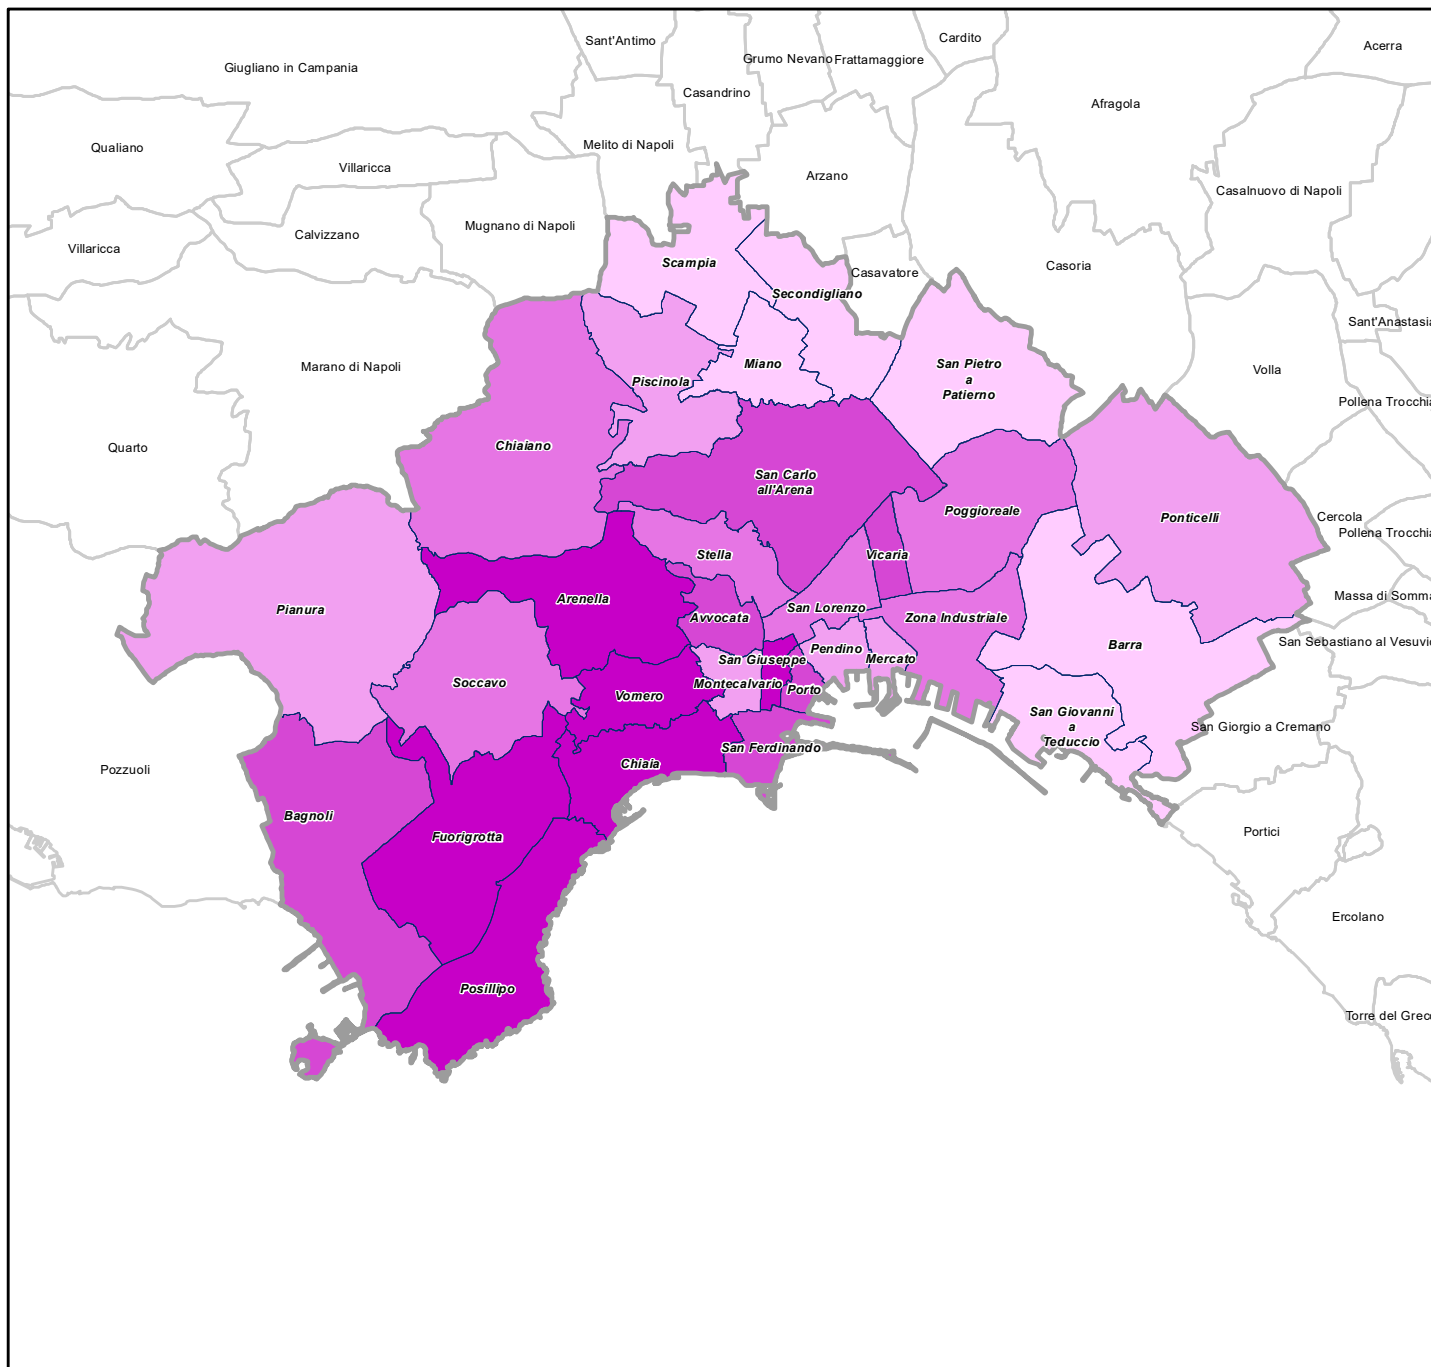 Cardito
Sant'Antimo
Acerra
Grumo Nevano
Frattamaggiore
Giugliano in Campania
Casandrino
Afragola
Melito di Napoli
Qualiano
Villaricca
Arzano
Casalnuovo di Napoli
Mugnano di Napoli
Calvizzano
Villaricca
Scampia
Casoria
Casavatore
Secondigliano
Sant'Anastasia
Marano di Napoli
Miano
San Pietro
a
Patierno
Volla
Piscinola
Pollena Trocchia
Quarto
Chiaiano
San Carlo
all'Arena
Poggioreale
Ponticelli
Cercola
Pollena Trocchia
Stella
Vicaria
Massa di Somma
Arenella
Pianura
San Lorenzo
Avvocata
Zona Industriale
San Sebastiano al Vesuvio
Barra
Pendino
San Giuseppe
Mercato
Soccavo
Montecalvario
Porto
Vomero
San Giovanni
a
Teduccio
San Giorgio a Cremano
San Ferdinando
Chiaia
Pozzuoli
Bagnoli
Fuorigrotta
Portici
Ercolano
Posillipo
Torre del Greco